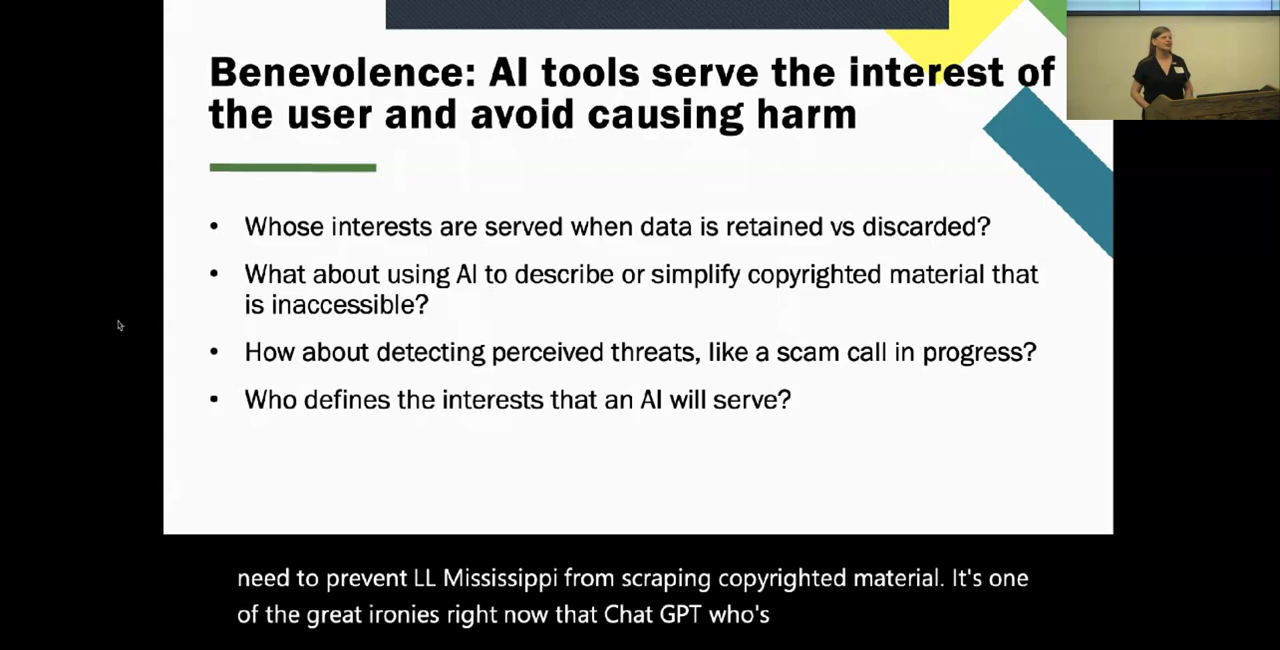 Benevolence: AI tools serve the interest of
the user and avoid causing harm
• Whose interests are served when data is retained vs discarded?
• What about using AI to describe or simplify copyrighted material that
is inaccessible?
• How about detecting perceived threats, like a scam call in progress?
• Who defines the interests that an AI will serve?
need to prevent LL Mississippi from scraping copyrighted material. It's one
of the great ironies right now that Chat GPT who's